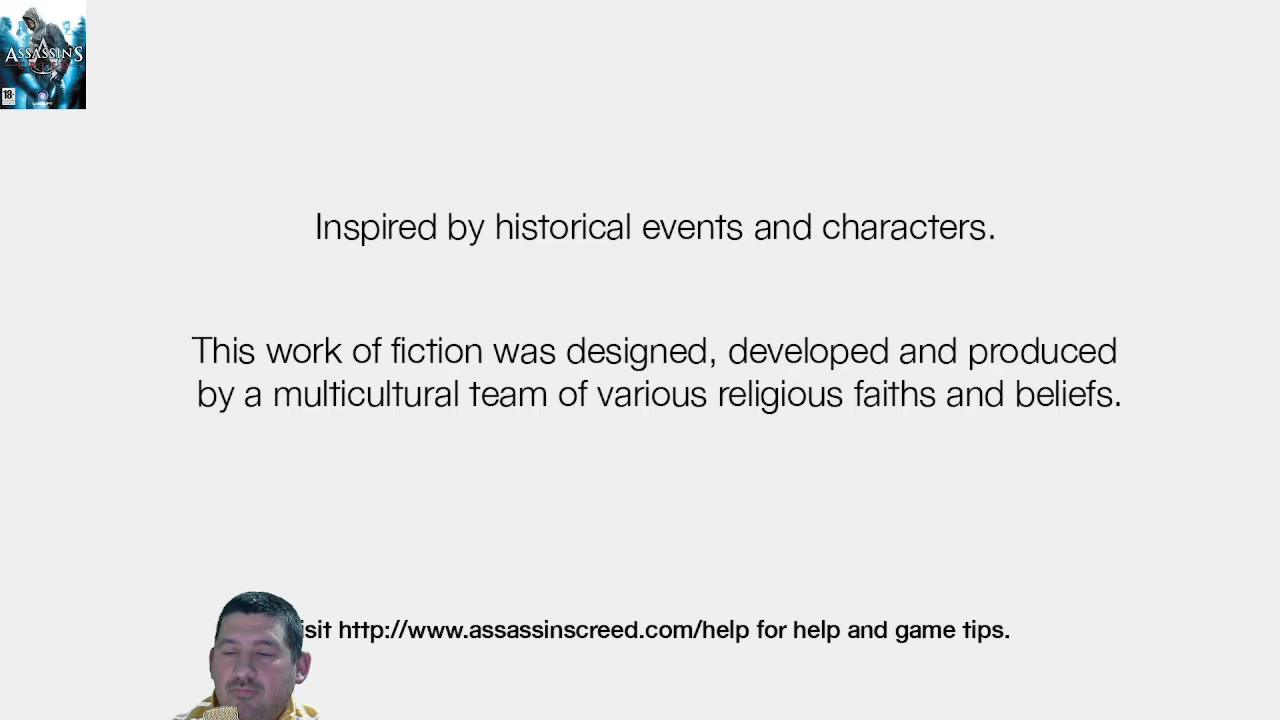 ASSASSIN'S
18
UBISOFT
Inspired by historical events and characters.
This work of fiction was designed, developed and produced
by a multicultural team of various religious faiths and beliefs.
isit http://www.assassinscreed.com/help for help and game tips.